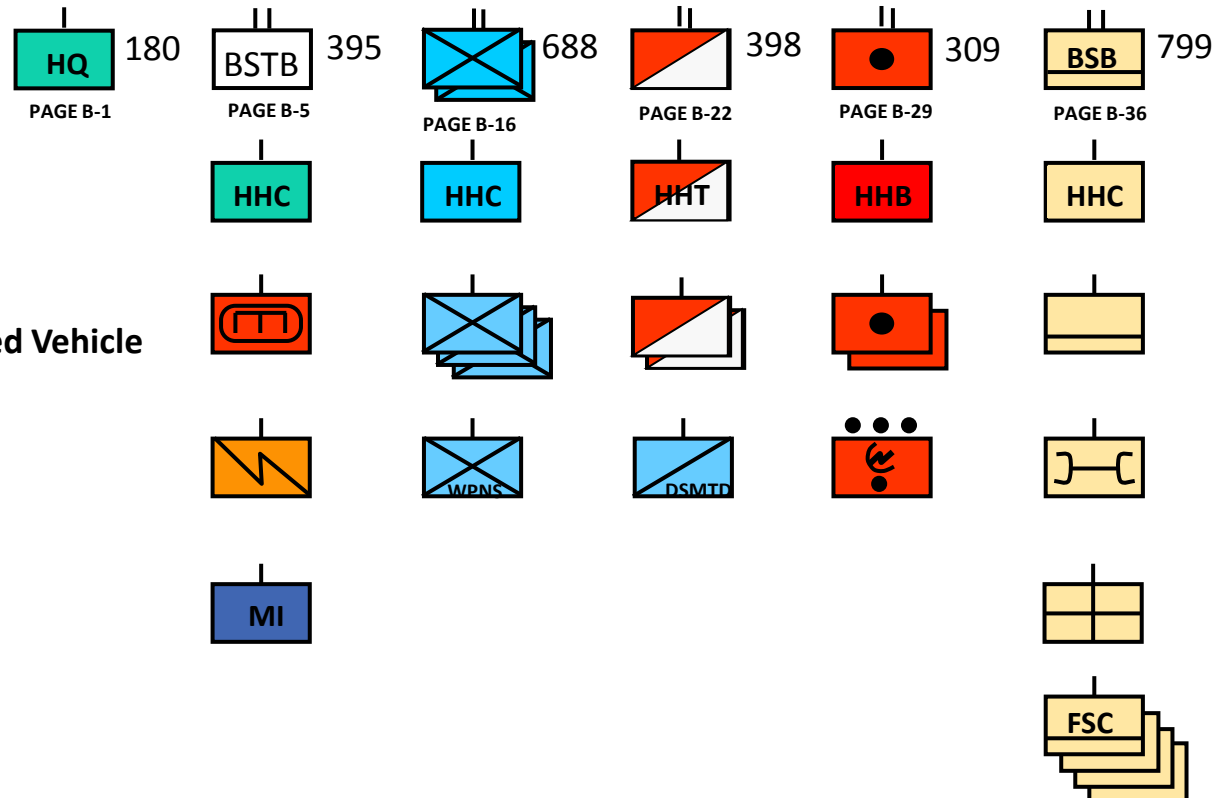 HQ 180 BSTB 395 688 398 309 BSB 799
PAGE B-1 PAGE B-5 PAGE B-16 PAGE B-22 PAGE B-29 PAGE B-36
HHC HHC HHT HHB HHC
ed Vehicle
WPNS DSMTD
MI
FSC